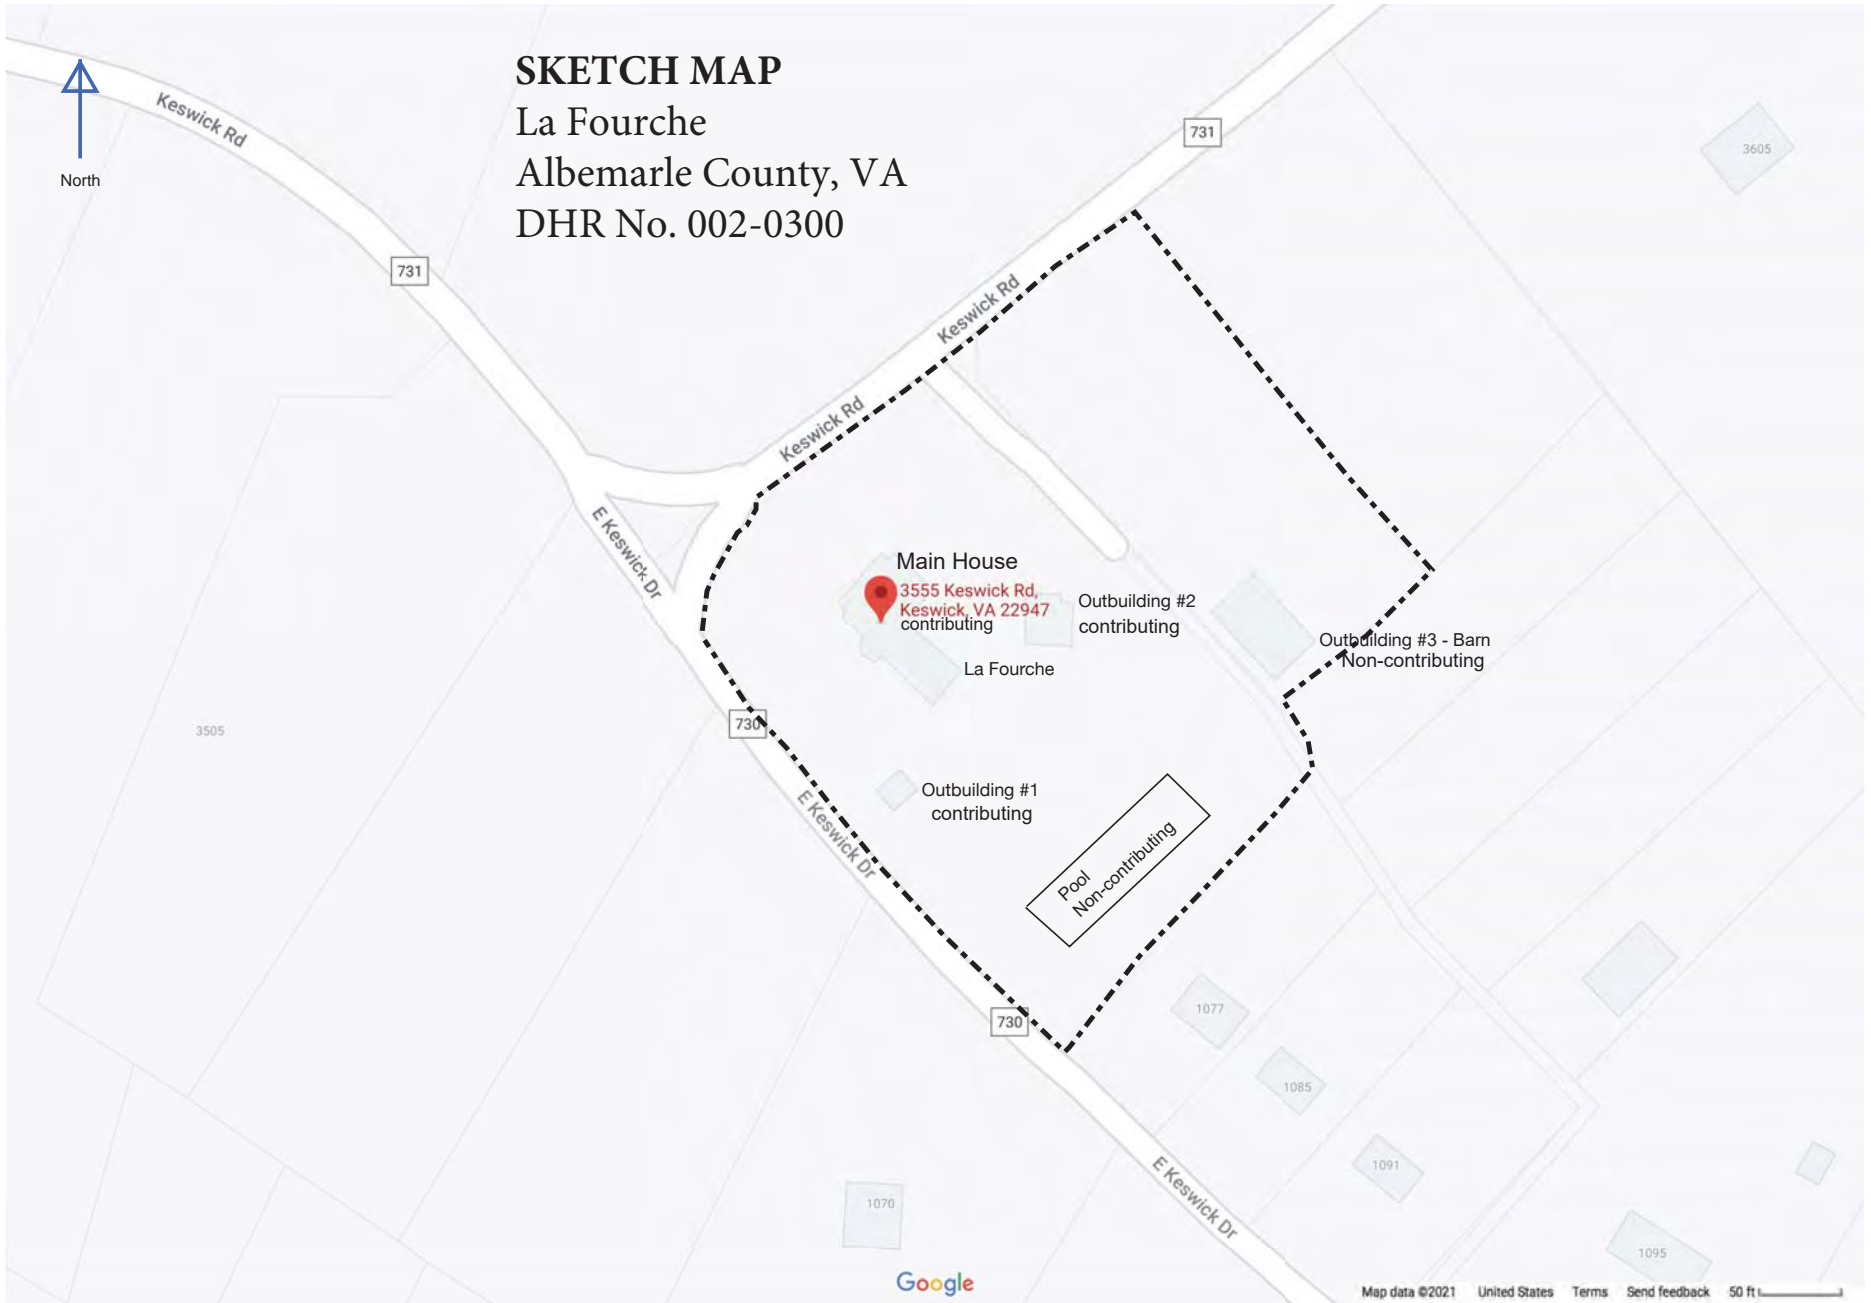 SKETCH MAP
La Fourche
Albemarle County, VA
DHR No. 002-0300
North
Keswick Rd
731
731
3605
Keswick Rd
Keswick Rd
E Keswick Dr
Main House
3555 Keswick Rd,
Keswick, VA 22947
contributing
La Fourche
Outbuilding #2
contributing
Outbuilding #3 - Barn
Non-contributing
3505
730
Outbuilding #1
contributing
E Keswick Dr
Pool
Non-contributing
730
1077
1085
1091
1070
E Keswick Dr
1095
Google
Map data ©2021 United States Terms Send feedback 50 ft